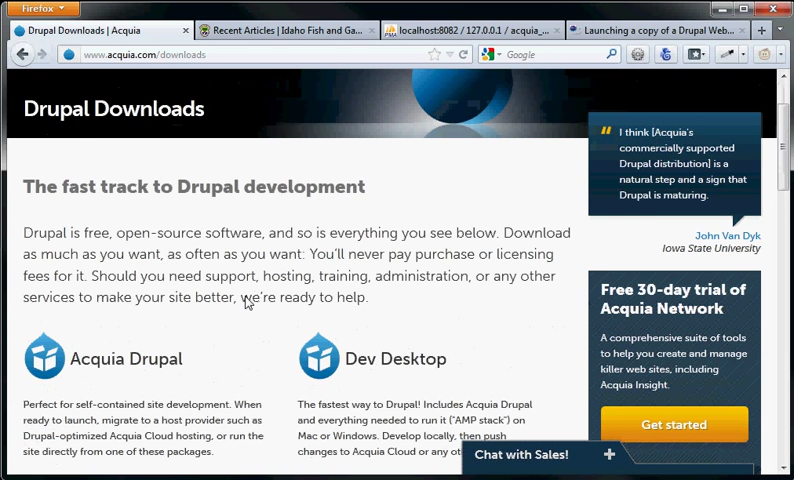 Firefox
Drupal Downloads | Acquia
Recent Articles | Idaho Fish and Ga...
localhost:8082 / 127.0.0.1 / acquia_...
Launching a copy of a Drupal Web...
www.acquia.com/downloads
Google
Drupal Downloads
The fast track to Drupal development
Drupal is free, open-source software, and so is everything you see below. Download
as much as you want, as often as you want: You'll never pay purchase or licensing
fees for it. Should you need support, hosting, training, administration, or any other
services to make your site better, we're ready to help.
Acquia Drupal
Perfect for self-contained site development. When
ready to launch, migrate to a host provider such as
Drupal-optimized Acquia Cloud hosting, or run the
site directly from one of these packages.
Dev Desktop
The fastest way to Drupal! Includes Acquia Drupal
and everything needed to run it ("AMP stack") on
Mac or Windows. Develop locally, then push
changes to Acquia Cloud or any
I think [Acquia's
commercially supported
Drupal distribution] is a
natural step and a sign that
Drupal is maturing.
John Van Dyk
Iowa State University
Free 30-day trial of
Acquia Network
A comprehensive suite of tools
to help you create and manage
killer web sites, including
Acquia Insight.
Get started
Chat with Sales!